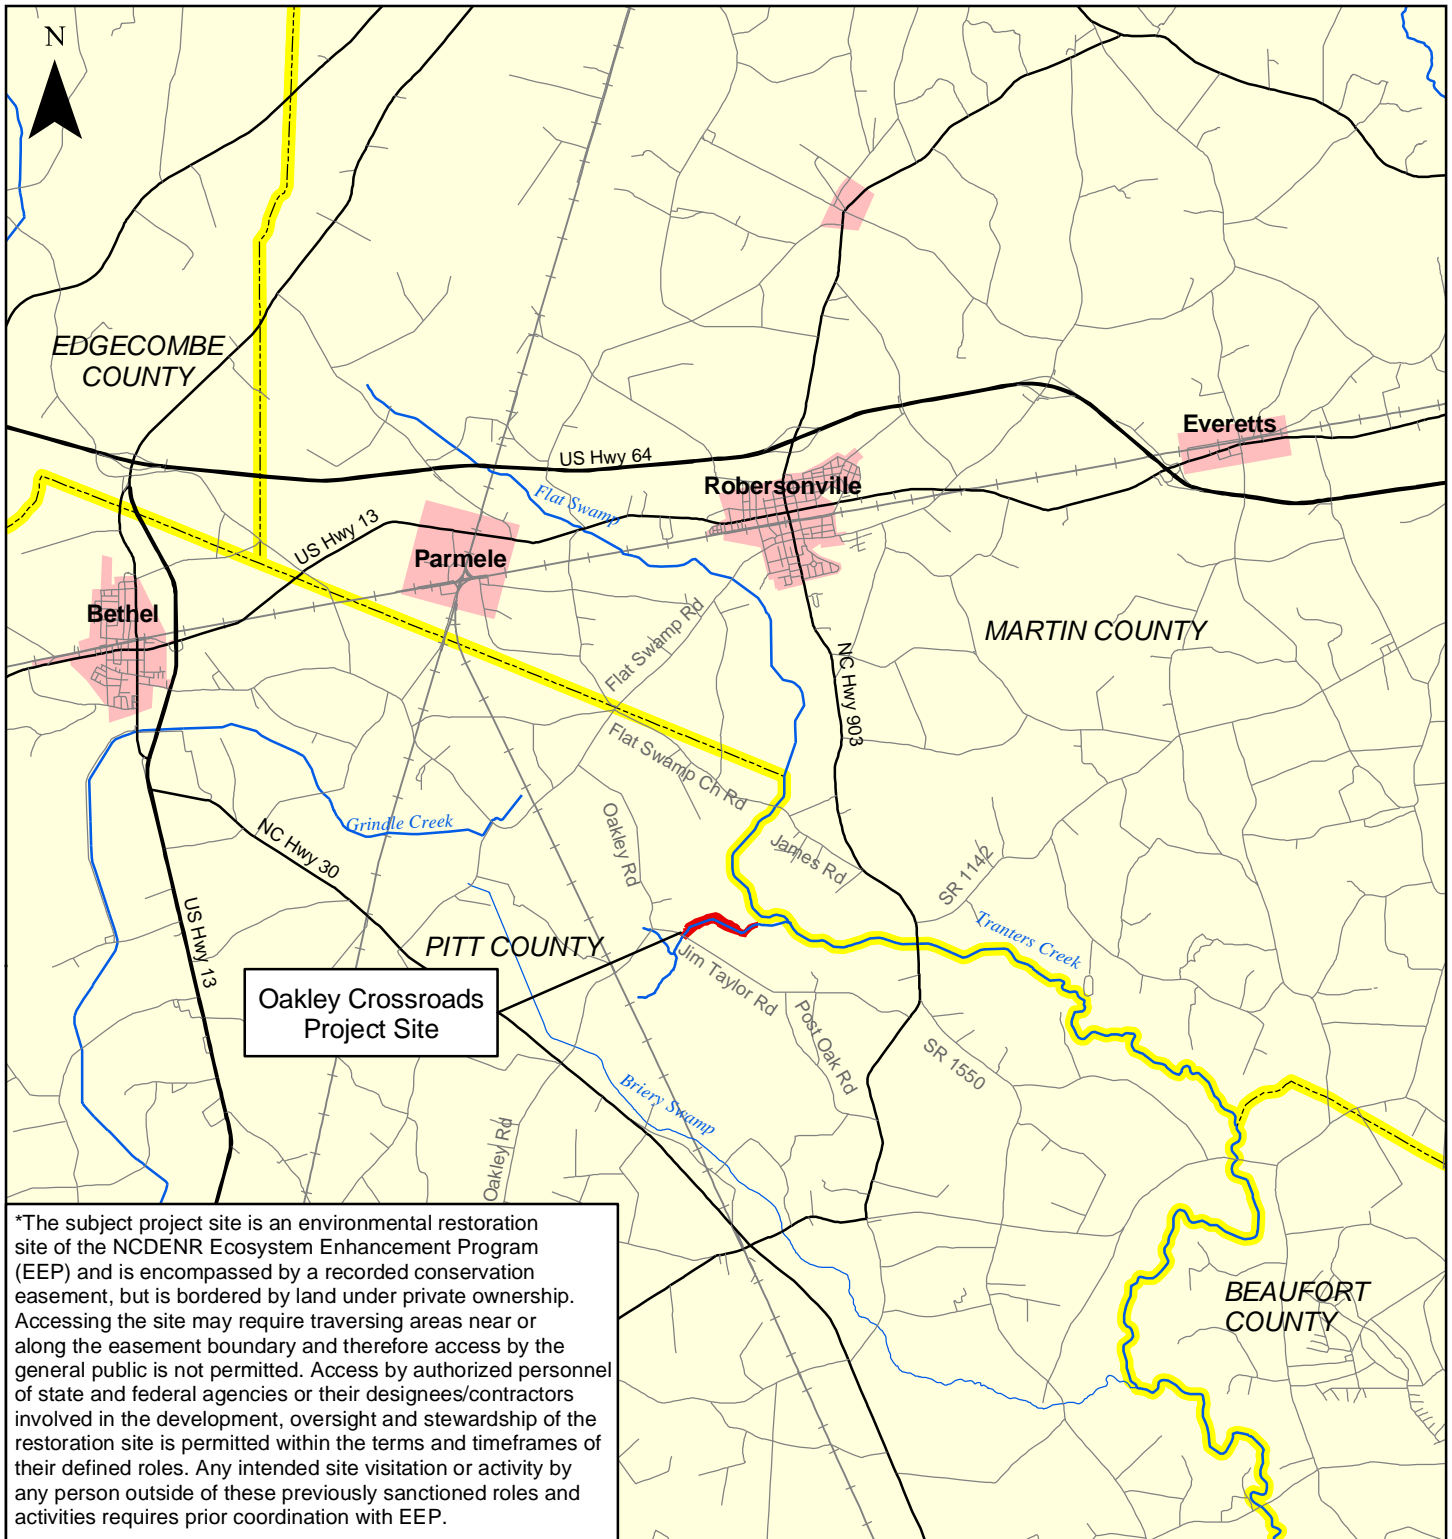 N
EDGECOMBE
COUNTY
Everetts
US Hwy 64
Robersonville
Flat Swamp
US Hwy 13
Parmele
Bethel
Flat Swamp Rd
MARTIN COUNTY
NC Hwy 903
Flat Swamp Ch Rd
Grindle Creek
Oakley Rd
James Rd
NC Hwy 30
SR 1142
US Hwy 13
Tranters Creek
PITT COUNTY
Jim Taylor Rd
Oakley Crossroads
Project Site
Post Oak Rd
SR 1550
Briery Swamp
Oakley Rd
BEAUFORT
COUNTY
*The subject project site is an environmental restoration
site of the NCDENR Ecosystem Enhancement Program
(EEP) and is encompassed by a recorded conservation
easement, but is bordered by land under private ownership.
Accessing the site may require traversing areas near or
along the easement boundary and therefore access by the
general public is not permitted. Access by authorized personnel
of state and federal agencies or their designees/contractors
involved in the development, oversight and stewardship of the
restoration site is permitted within the terms and timeframes of
their defined roles. Any intended site visitation or activity by
any person outside of these previously sanctioned roles and
activities requires prior coordination with EEP.